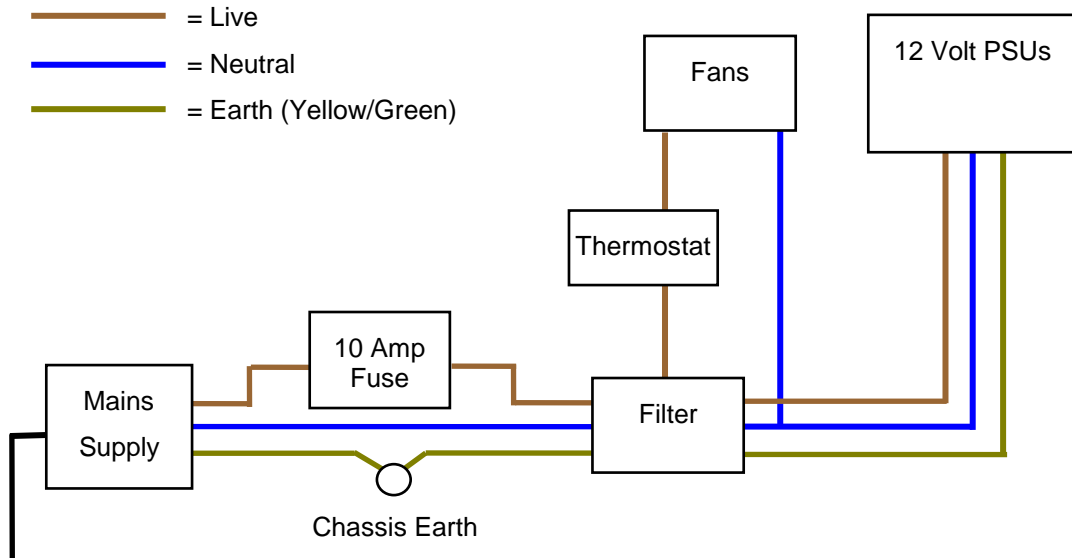 = Live
= Neutral
= Earth (Yellow/Green)
Fans
12 Volt PSUs
Thermostat
10 Amp
Fuse
Mains
Supply
Filter
Chassis Earth